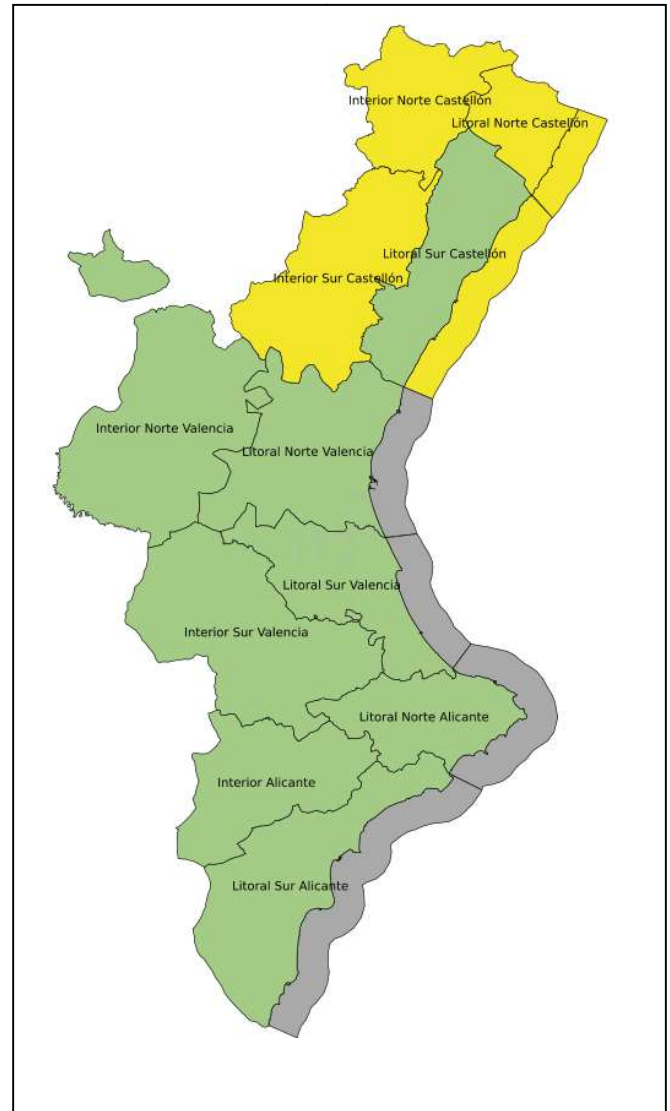 Interior Norte Castellón
Litoral Norte Castellón
Litoral Sur Castellón
Interior Sur Castellón
Interior Norte Valencia
Litoral Norte Valencia
Litoral Sur Valencia
Interior Sur Valencia
Litoral Norte Alicante
Interior Alicante
Litoral Sur Alicante